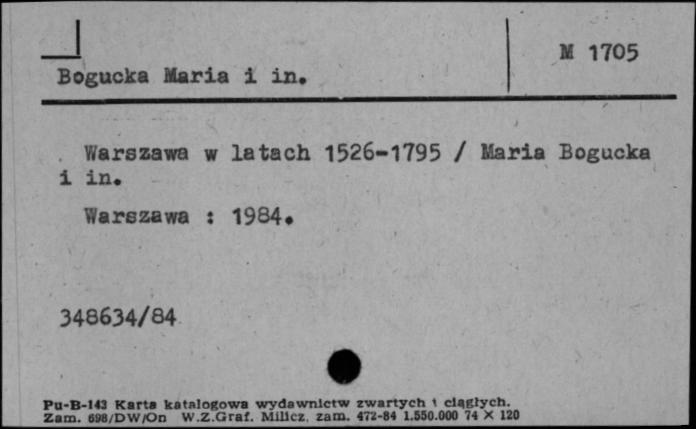 M 1705
Bogucka Maria i in.
Warszawa w latach 1526-1795 / Maria Bogucka
i in.
Warszawa : 1984.
348634/84
Pu-B-143 Karta katalogowa wydawnictw zwartych i ciągłych.
Zam. 698/DW/On W.Z.Graf. Milicz, zam. 472-84 1.550.000 74 X 120